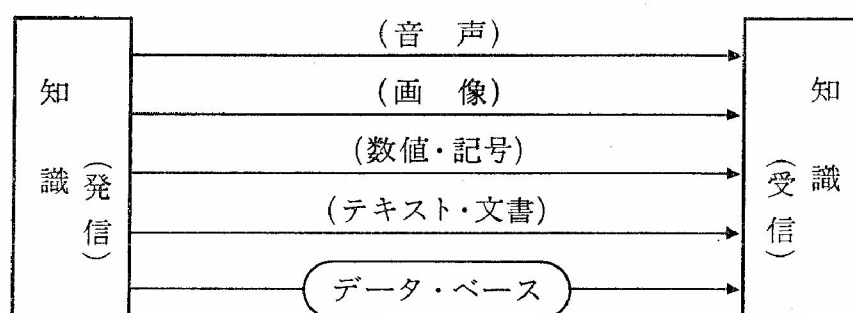 知識
(発信)
(音声)
(画像)
(数値・記号)
(テキスト・文書)
データ・ベース
知識
(受信)